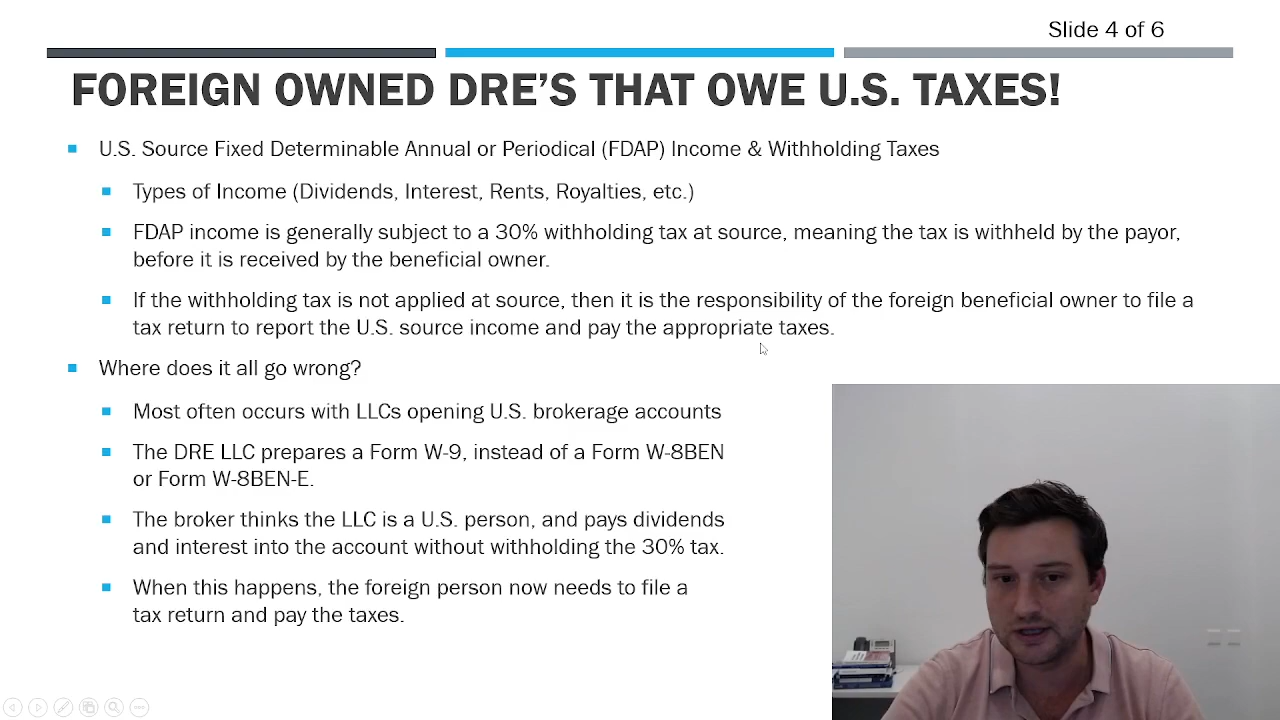 Slide 4 of 6
FOREIGN OWNED DRE'S THAT OWE U.S. TAXES!
U.S. Source Fixed Determinable Annual or Periodical (FDAP) Income & Withholding Taxes
Types of Income (Dividends, Interest, Rents, Royalties, etc.)
FDAP income is generally subject to a 30% withholding tax at source, meaning the tax is withheld by the payor,
before it is received by the beneficial owner.
If the withholding tax is not applied at source, then it is the responsibility of the foreign beneficial owner to file a
tax return to report the U.S. source income and pay the appropriate taxes.
Where does it all go wrong?
Most often occurs with LLCs opening U.S. brokerage accounts
The DRE LLC prepares a Form W-9, instead of a Form W-8BEN
or Form W-8BEN-E.
The broker thinks the LLC is a U.S. person, and pays dividends
and interest into the account without withholding the 30% tax.
When this happens, the foreign person now needs to file a
tax return and pay the taxes.